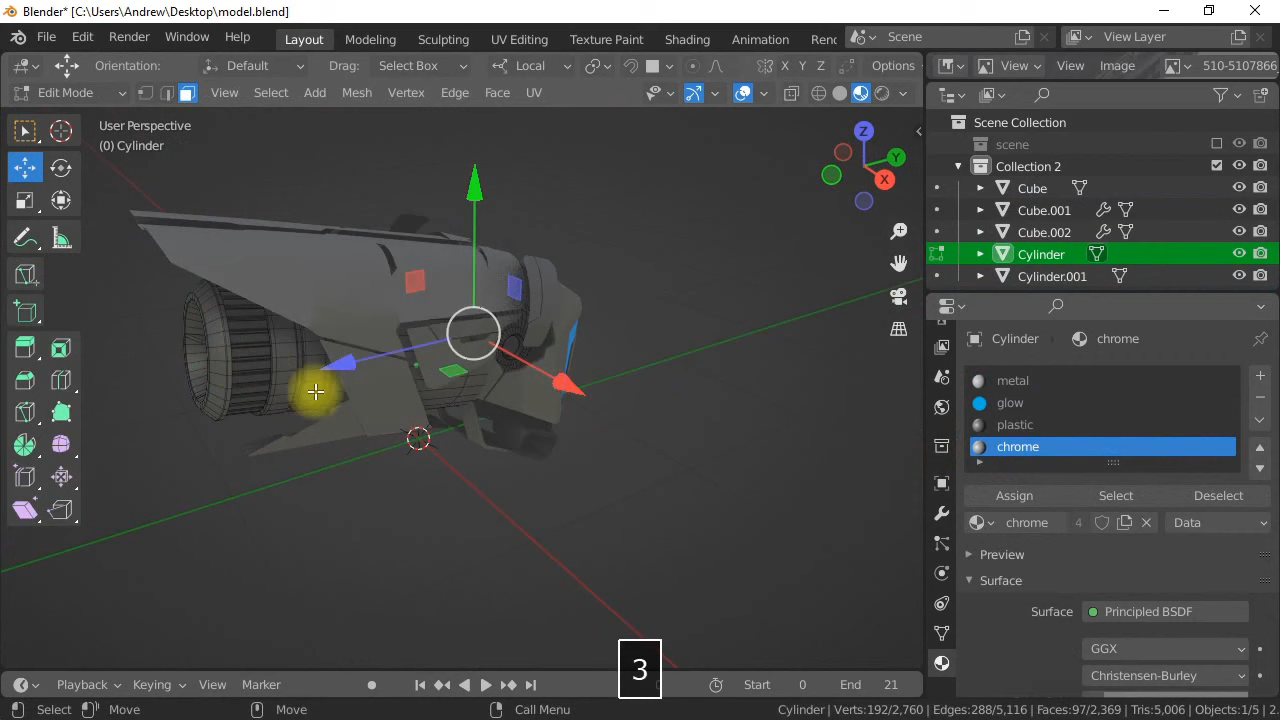 Blender* [C:\Users\Andrew\Desktop\model.blend]
File Edit Render Window Help Layout Modeling Sculpting UV Editing Texture Paint Shading Animation Ren Scene View Layer
Orientation: Default Drag: Select Box Local X Y Z Options View View Image 510-5107866
Edit Mode View Select Add Mesh Vertex Edge Face UV
User Perspective
(0) Cylinder
Z
Y
X
Scene Collection
scene
Collection 2
Cube
Cube.001
Cube.002
Cylinder
Cylinder.001
Cylinder chrome
metal
glow
plastic
chrome
Assign Select Deselect
chrome 4 Data
Preview
Surface
Surface Principled BSDF
GGX
Christensen-Burley
3
Playback Keying View Marker Start 0 End 21
Select Move Move Call Menu Cylinder | Verts:192/2,760 | Edges:288/5,116 | Faces:97/2,369 | Tris:5,006 | Objects:1/5 | 2.